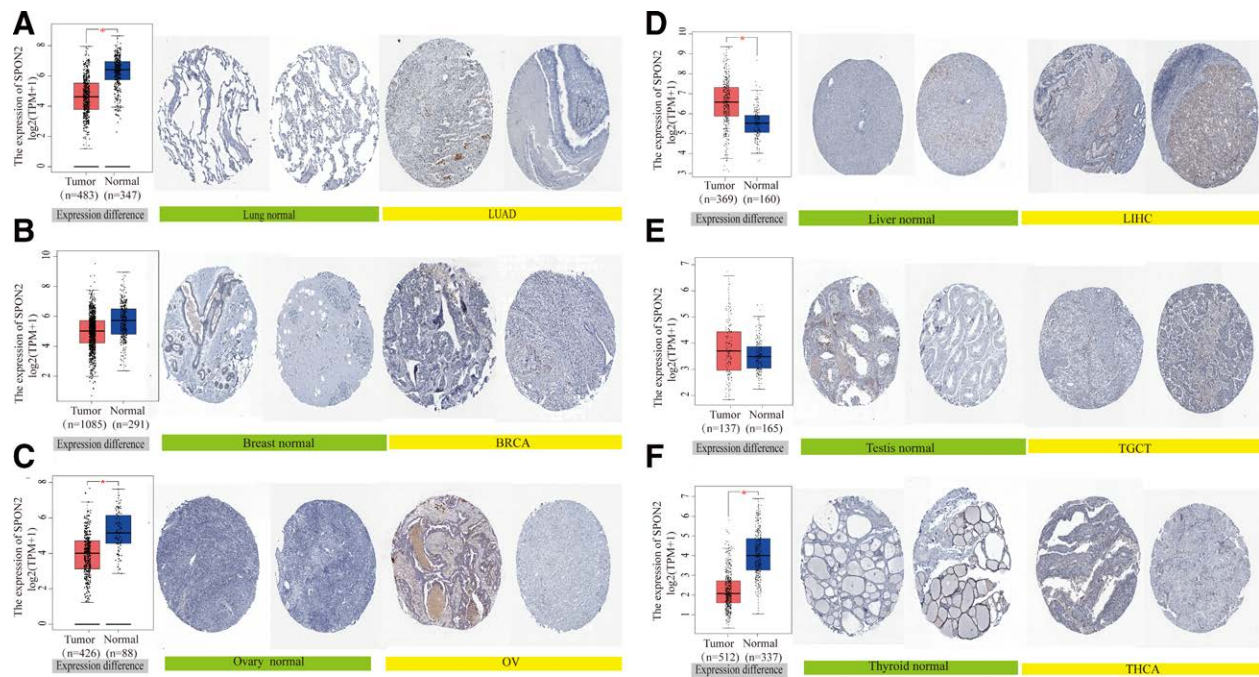 A
The expression of SPON2
log2(TPM+1)
8
6
4
2
0
*
Tumor Normal
(n=483) (n=347)
Expression difference
Lung normal
LUAD
B
The expression of SPON2
log2(TPM+1)
10
8
6
4
2
Tumor Normal
(n=1085) (n=291)
Expression difference
Breast normal
BRCA
C
The expression of SPON2
log2(TPM+1)
8
6
4
2
0
*
Tumor Normal
(n=426) (n=88)
Expression difference
Ovary normal
OV
D
The expression of SPON2
log2(TPM+1)
10
9
8
7
6
5
4
3
*
Tumor Normal
(n=369) (n=160)
Expression difference
Liver normal
LIHC
E
The expression of SPON2
log2(TPM+1)
7
6
5
4
3
2
Tumor Normal
(n=137) (n=165)
Expression difference
Testis normal
TGCT
F
The expression of SPON2
log2(TPM+1)
7
6
5
4
3
2
1
*
Tumor Normal
(n=512) (n=337)
Expression difference
Thyroid normal
THCA